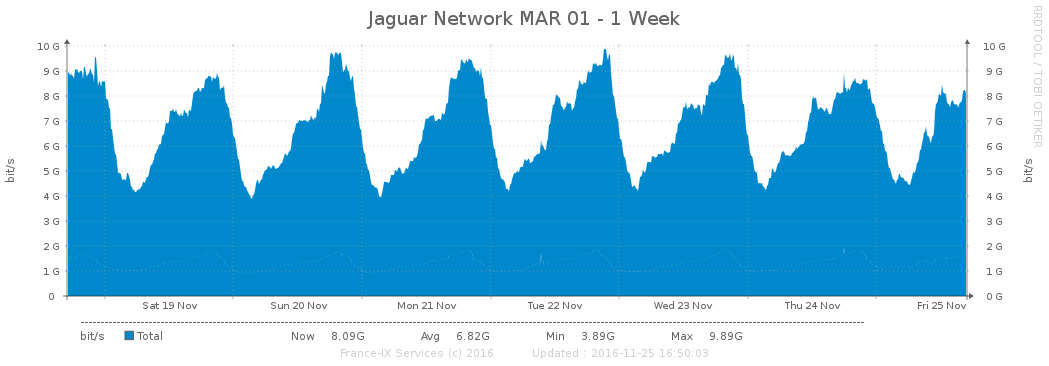 Jaguar Network MAR 01 - 1 Week
RRDTOOL / TOBI OETIKER
bit/s
bit/s
10 G 10 G
9 G 9 G
8 G 8 G
7 G 7 G
6 G 6 G
5 G 5 G
4 G 4 G
3 G 3 G
2 G 2 G
1 G 1 G
0 0 G
Sat 19 Nov Sun 20 Nov Mon 21 Nov Tue 22 Nov Wed 23 Nov Thu 24 Nov Fri 25 Nov
bit/s Total Now 8.09G Avg 6.82G Min 3.89G Max 9.89G
France-IX Services (c) 2016 Updated : 2016-11-25 16:50:03